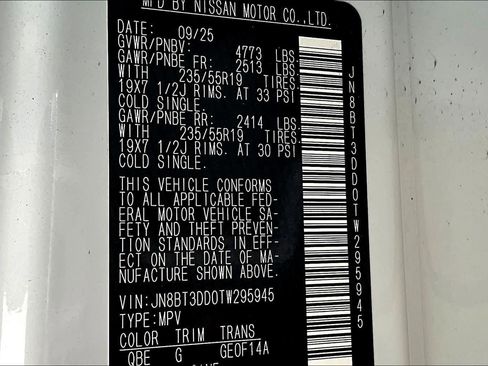 MFD BY NISSAN MOTOR CO.,LTD.
DATE: 09/25
GVWR/PNBV: 4773 LBS.
GAWR/PNBE FR: 2513 LBS.
WITH 235/55R19 TIRES.
19X7 1/2J RIMS. AT 33 PSI
COLD SINGLE.
GAWR/PNBE RR: 2414 LBS.
WITH 235/55R19 TIRES.
19X7 1/2J RIMS. AT 30 PSI
COLD SINGLE.
THIS VEHICLE CONFORMS
TO ALL APPLICABLE FED-
ERAL MOTOR VEHICLE SA-
FETY AND THEFT PREVEN-
TION STANDARDS IN EFF-
ECT ON THE DATE OF MA-
NUFACTURE SHOWN ABOVE.
VIN:JN8BT3DD0TW295945
TYPE:MPV
COLOR TRIM TRANS
QBE G GE0F14A
JN8BT3DD0TW295945